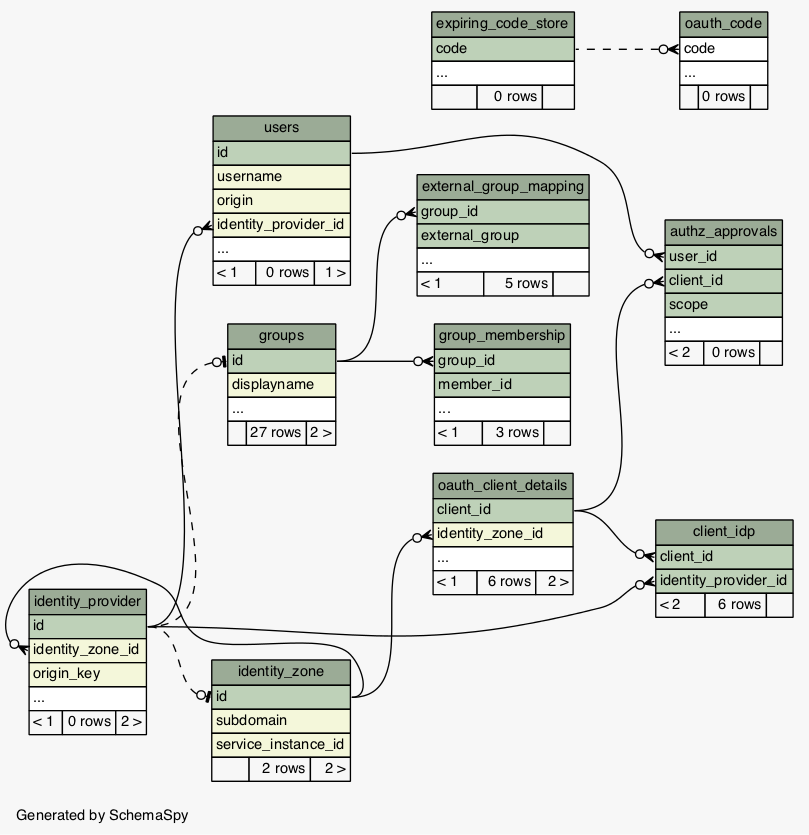 expiring_code_store
code
...
0 rows
oauth_code
code
...
0 rows
users
id
username
origin
identity_provider_id
...
< 1 0 rows 1 >
external_group_mapping
group_id
external_group
...
< 1 5 rows
authz_approvals
user_id
client_id
scope
...
< 2 0 rows
groups
id
displayname
...
27 rows 2 >
group_membership
group_id
member_id
...
< 1 3 rows
oauth_client_details
client_id
identity_zone_id
...
< 1 6 rows 2 >
client_idp
client_id
identity_provider_id
< 2 6 rows
identity_provider
id
identity_zone_id
origin_key
...
< 1 0 rows 2 >
identity_zone
id
subdomain
service_instance_id
2 rows 2 >
Generated by SchemaSpy